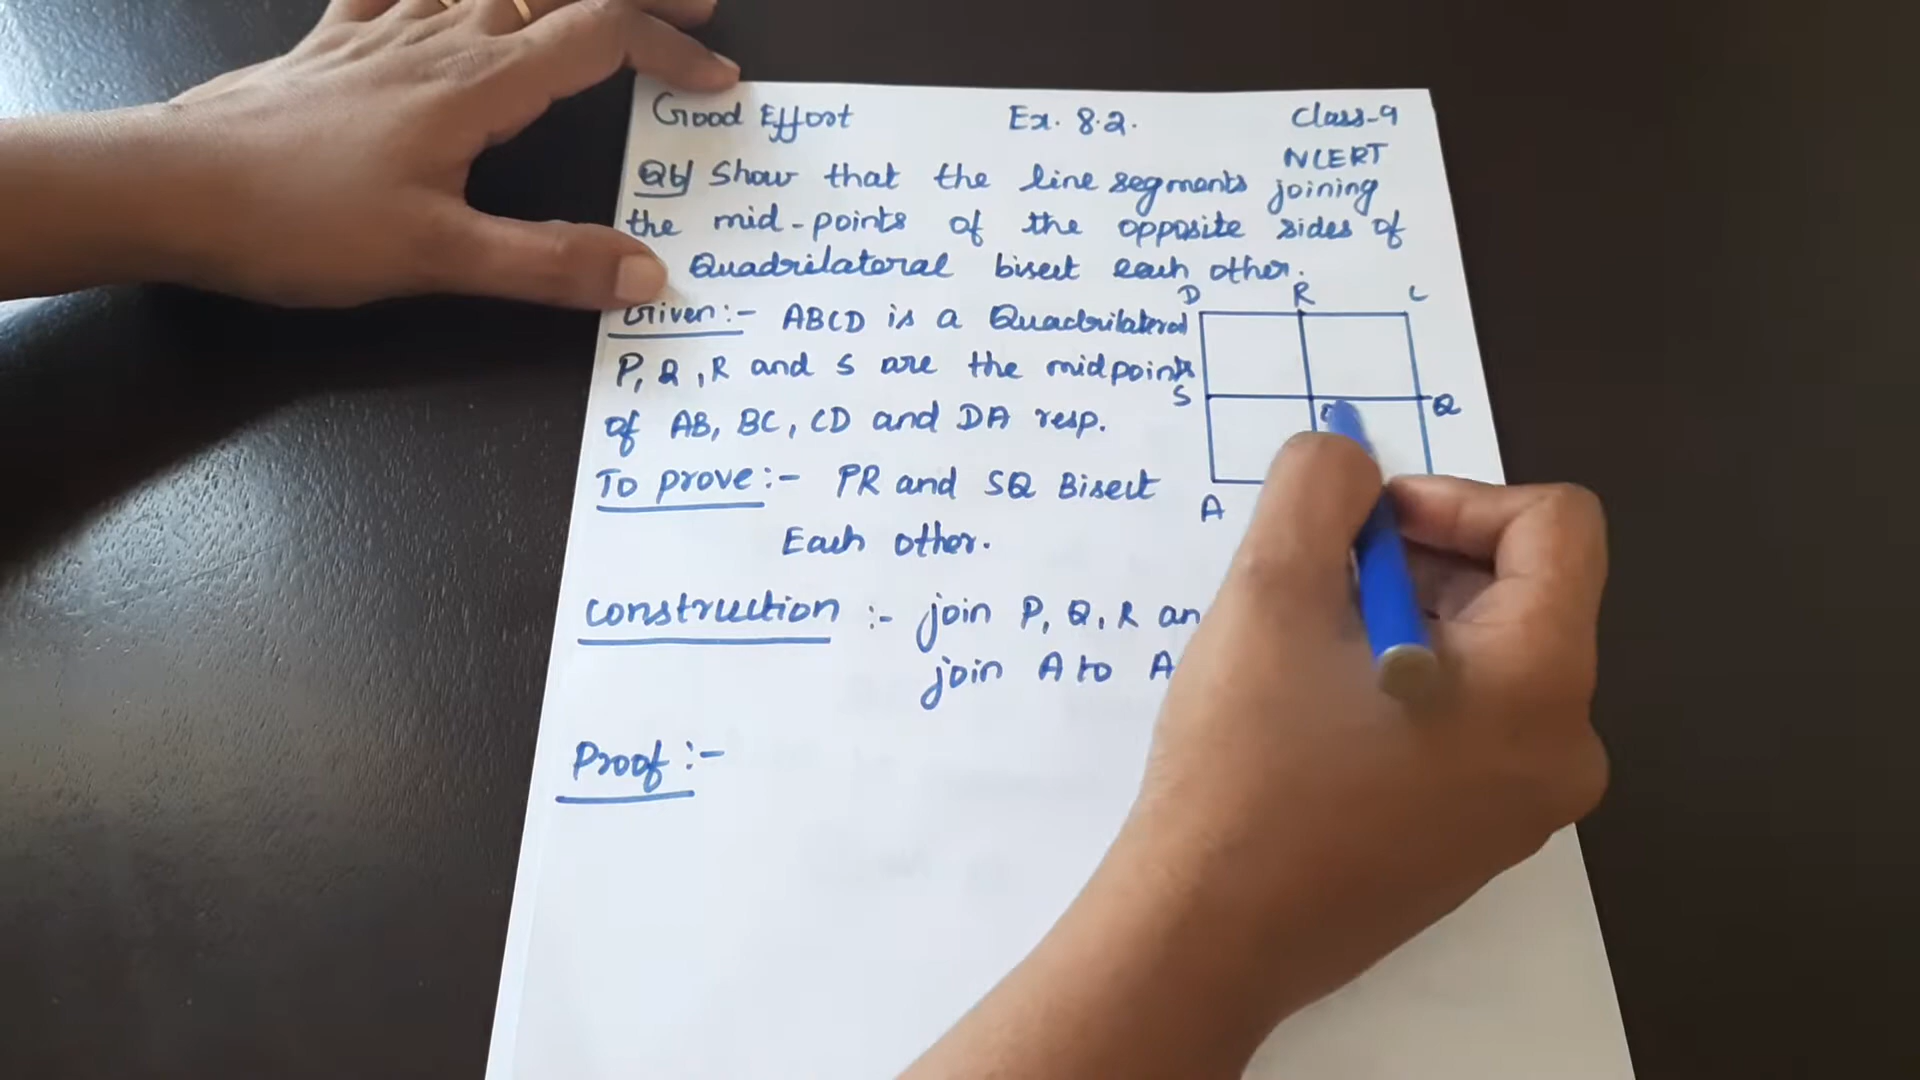 Good Effort Ex. 8.2. Class-9
NCERT
Q6/ Show that the line segments joining
the mid-points of the opposite sides of
Quadrilateral bisect each other.
Given:- ABCD is a Quadrilateral
P, Q, R and S are the midpoints
of AB, BC, CD and DA resp.
To prove:- PR and SQ Bisect
Each other.
Construction :- join P, Q, R an
join A to
Proof:-
D R C
S Q
A